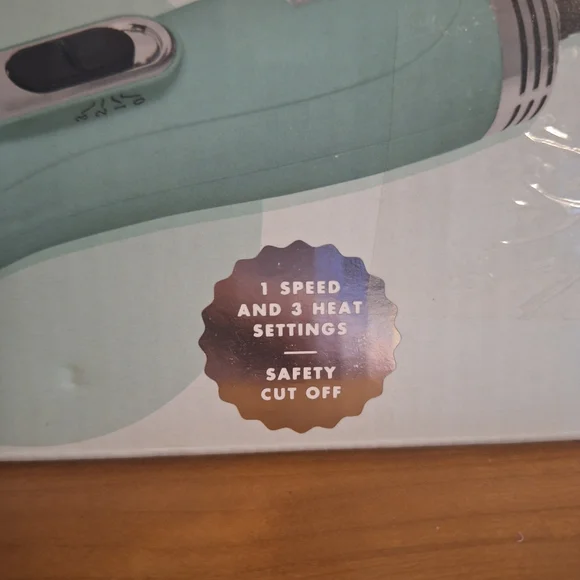 1 SPEED
AND 3 HEAT
SETTINGS
SAFETY
CUT OFF